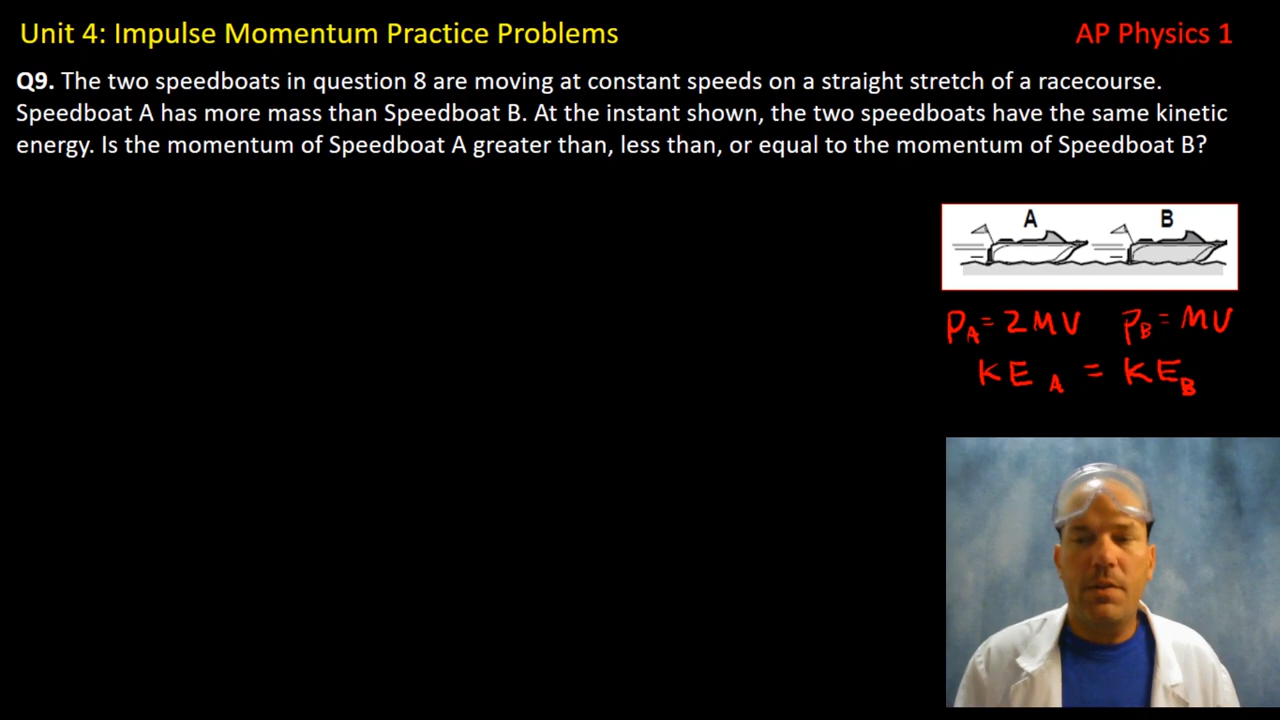 Unit 4: Impulse Momentum Practice Problems
AP Physics 1
Q9. The two speedboats in question 8 are moving at constant speeds on a straight stretch of a racecourse.
Speedboat A has more mass than Speedboat B. At the instant shown, the two speedboats have the same kinetic
energy. Is the momentum of Speedboat A greater than, less than, or equal to the momentum of Speedboat B?
A B
PA = 2MV PB = MV
KE A = KEB